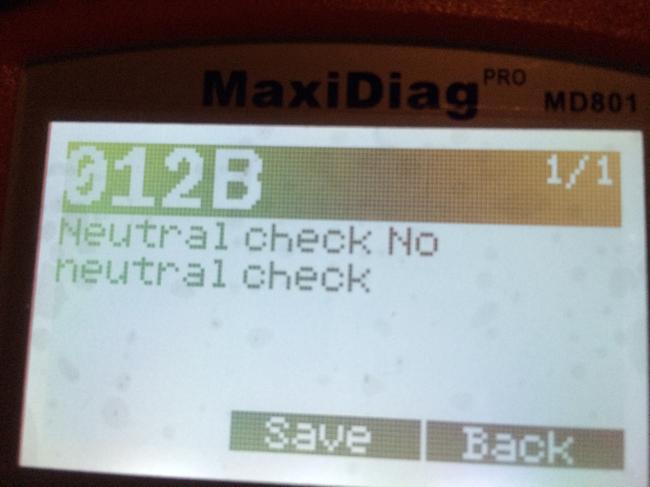 MaxiDiag PRO MD801
012B 1/1
Neutral check No
neutral check
Save Back